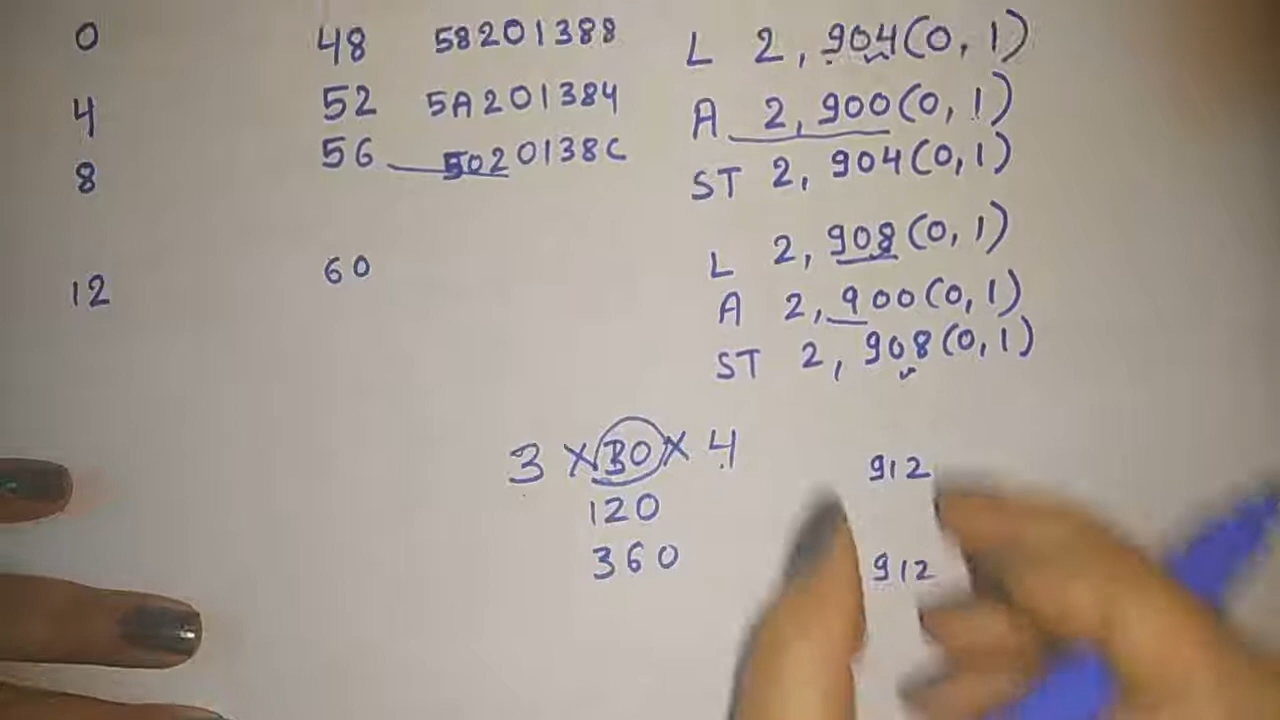 0 48 58201388 L 2, 904(0, 1)
4 52 5A201384 A 2, 900(0, 1)
8 56 5020138C ST 2, 904(0, 1)
L 2, 908(0, 1)
12 60
A 2, 900(0, 1)
ST 2, 908(0, 1)
3 X 30 X 4
912
120
360
912